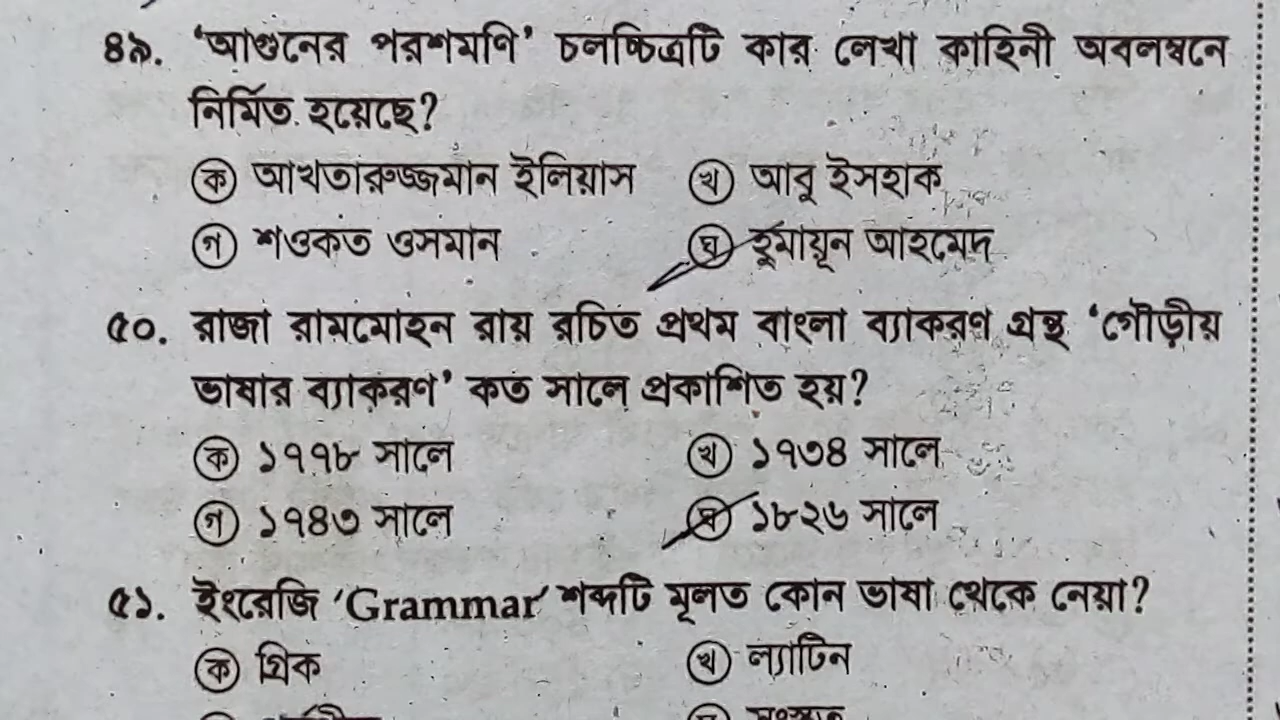 ৪৯. ‘আগুনের পরশমণি’ চলচ্চিত্রটি কার লেখা কাহিনী অবলম্বনে
নির্মিত হয়েছে?
ক আখতারুজ্জমান ইলিয়াস খ আবু ইসহাক
গ শওকত ওসমান ঘ হুমায়ূন আহমেদ
৫০. রাজা রামমোহন রায় রচিত প্রথম বাংলা ব্যাকরণ গ্রন্থ ‘গৌড়ীয়
ভাষার ব্যাকরণ’ কত সালে প্রকাশিত হয়?
ক ১৭৭৮ সালে খ ১৭৩৪ সালে
গ ১৭৪৩ সালে ঘ ১৮২৬ সালে
৫১. ইংরেজি ‘Grammar’ শব্দটি মূলত কোন ভাষা থেকে নেয়া?
ক গ্রিক খ ল্যাটিন